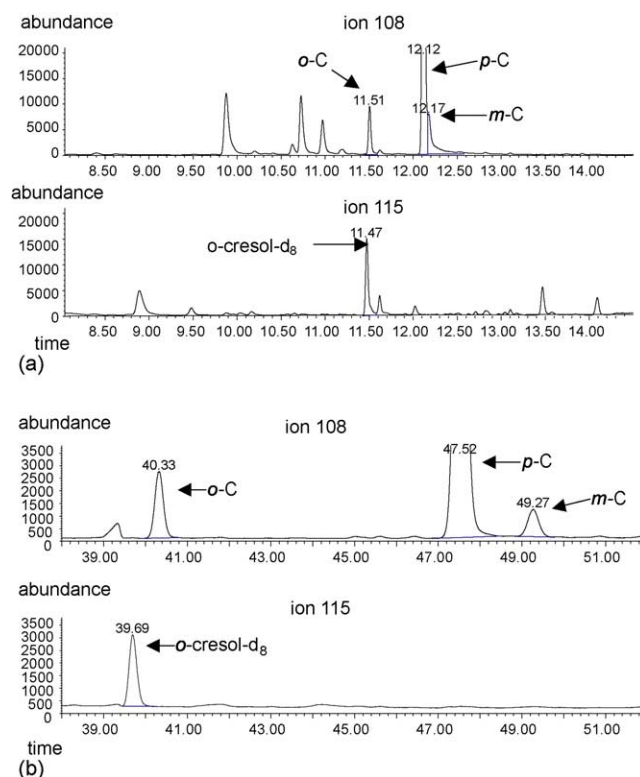 abundance
ion 108
20000
15000
10000
5000
0
o-C
11.51
12.12
p-C
12.17
m-C
8.50 9.00 9.50 10.00 10.50 11.00 11.50 12.00 12.50 13.00 13.50 14.00
abundance
ion 115
20000
15000
10000
5000
0
11.47
o-cresol-d8
8.50 9.00 9.50 10.00 10.50 11.00 11.50 12.00 12.50 13.00 13.50 14.00
time
(a)
abundance
ion 108
3500
3000
2500
2000
1500
1000
500
0
40.33
o-C
47.52
p-C
49.27
m-C
39.00 41.00 43.00 45.00 47.00 49.00 51.00
abundance
ion 115
3500
3000
2500
2000
1500
1000
500
0
39.69
o-cresol-d8
39.00 41.00 43.00 45.00 47.00 49.00 51.00
time
(b)